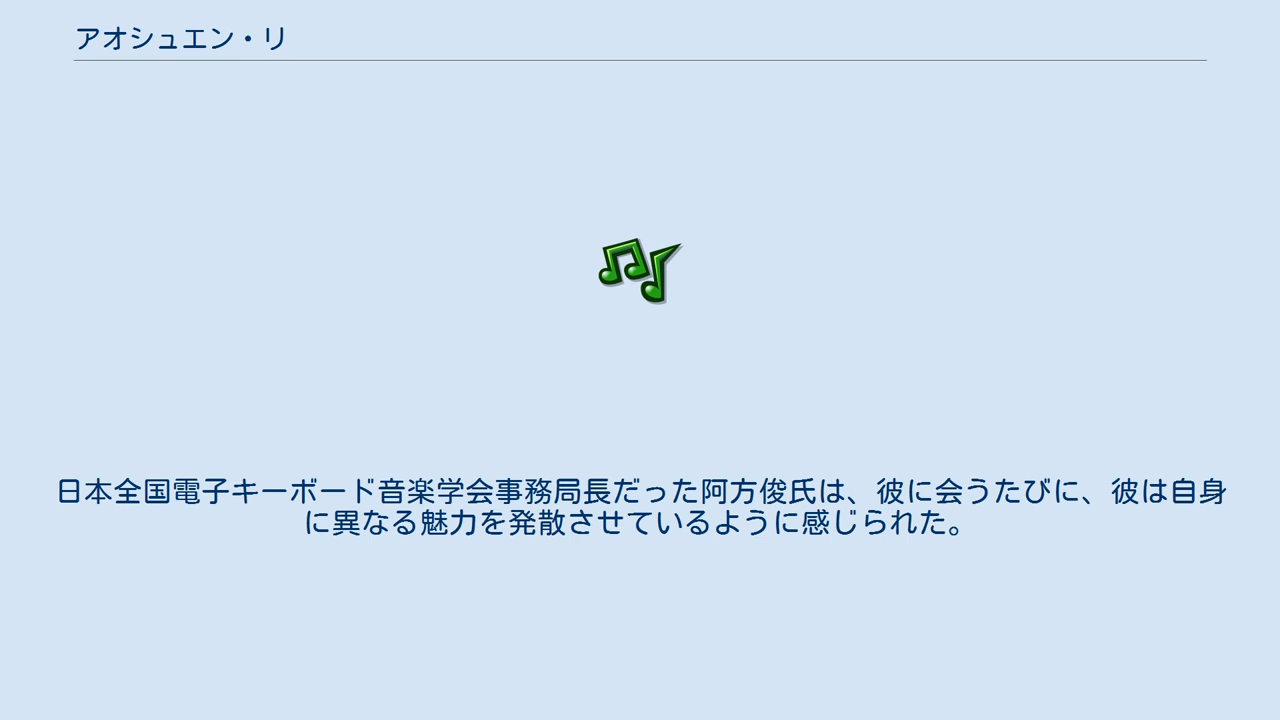 アオシュエン・リ
日本全国電子キーボード音楽学会事務局長だった阿方俊氏は、彼に会うたびに、彼は自身
に異なる魅力を発散させているように感じられた。